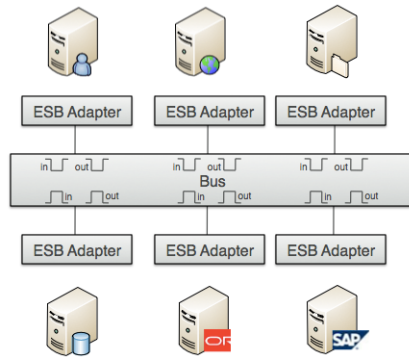 ESB Adapter ESB Adapter ESB Adapter
in out in out in out
Bus
in out in out in out
ESB Adapter ESB Adapter ESB Adapter
OR SAP